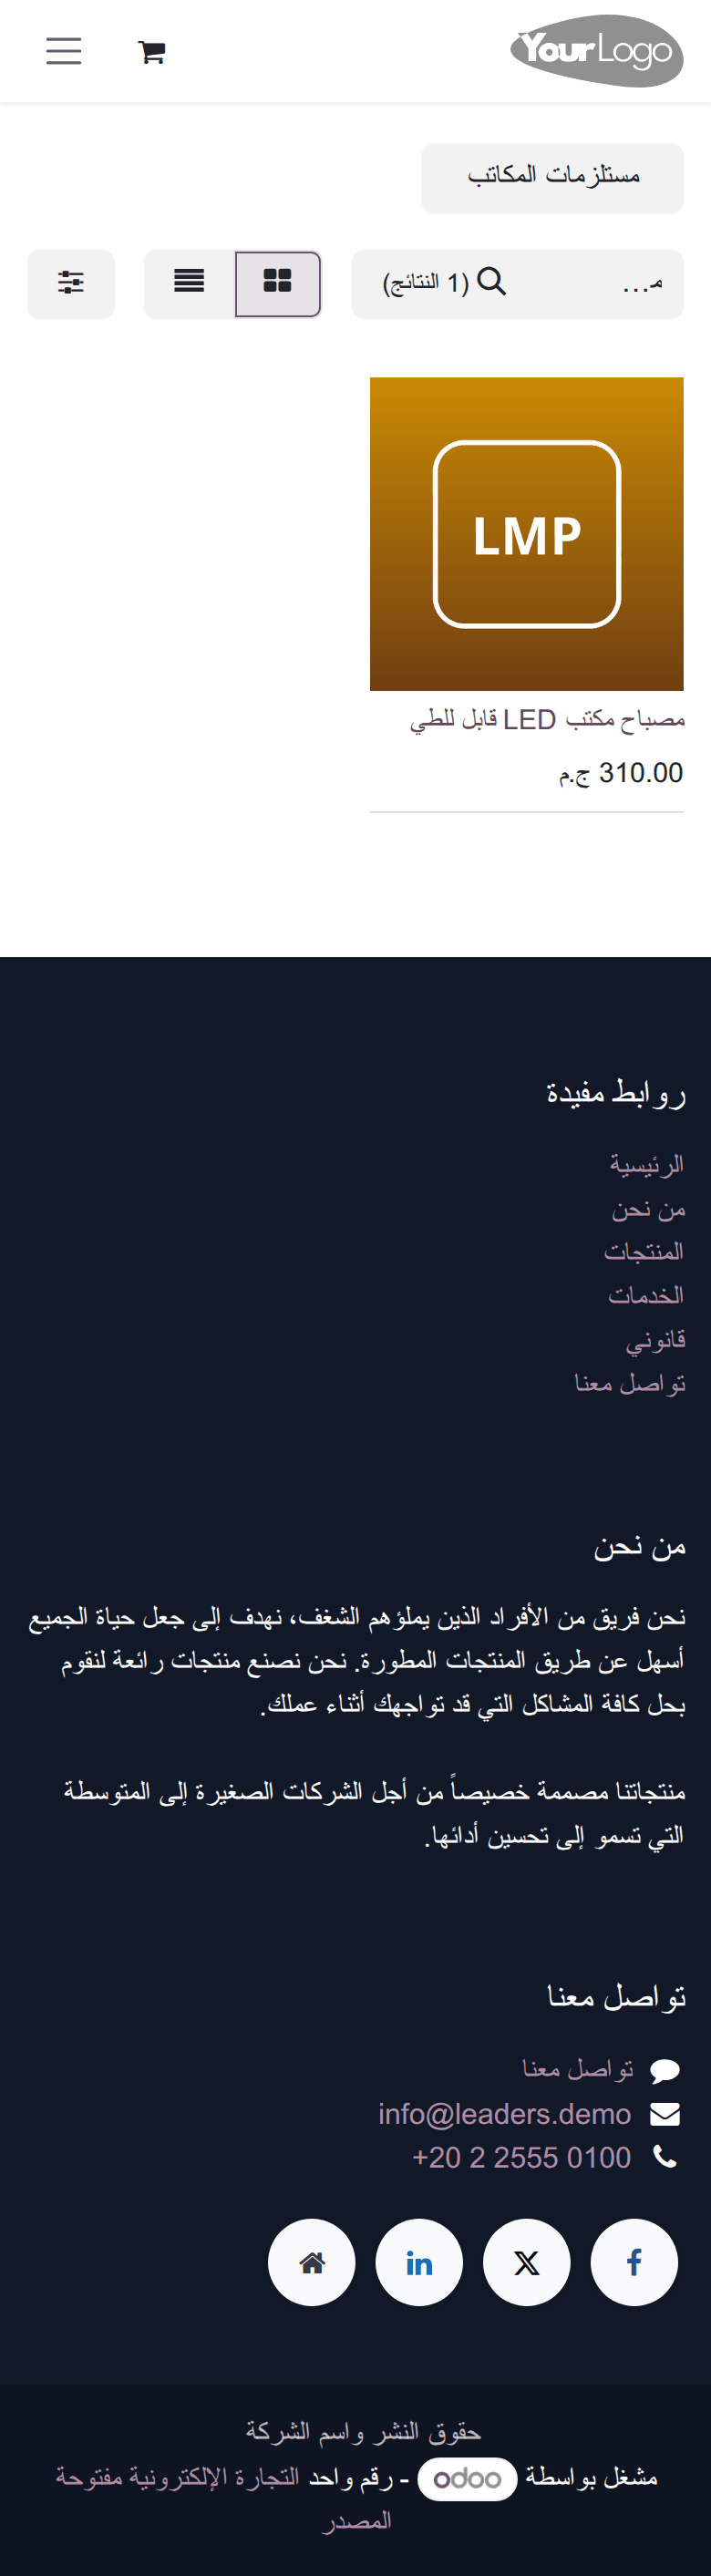 YourLogo
مستلزمات المكاتب
مـ... (1 النتائج)
LMP
مصباح مكتب LED قابل للطي
310.00 ج.م
روابط مفيدة
الرئيسية
من نحن
المنتجات
الخدمات
قانوني
تواصل معنا
من نحن
نحن فريق من الأفراد الذين يملؤهم الشغف، نهدف إلى جعل حياة الجميع
أسهل عن طريق المنتجات المطورة. نحن نصنع منتجات رائعة لنقوم
بحل كافة المشاكل التي قد تواجهك أثناء عملك.
منتجاتنا مصممة خصيصاً من أجل الشركات الصغيرة إلى المتوسطة
التي تسمو إلى تحسين أدائها.
تواصل معنا
تواصل معنا
info@leaders.demo
+20 2 2555 0100
حقوق النشر واسم الشركة
مشغل بواسطة odoo - رقم واحد التجارة الإلكترونية مفتوحة
المصدر